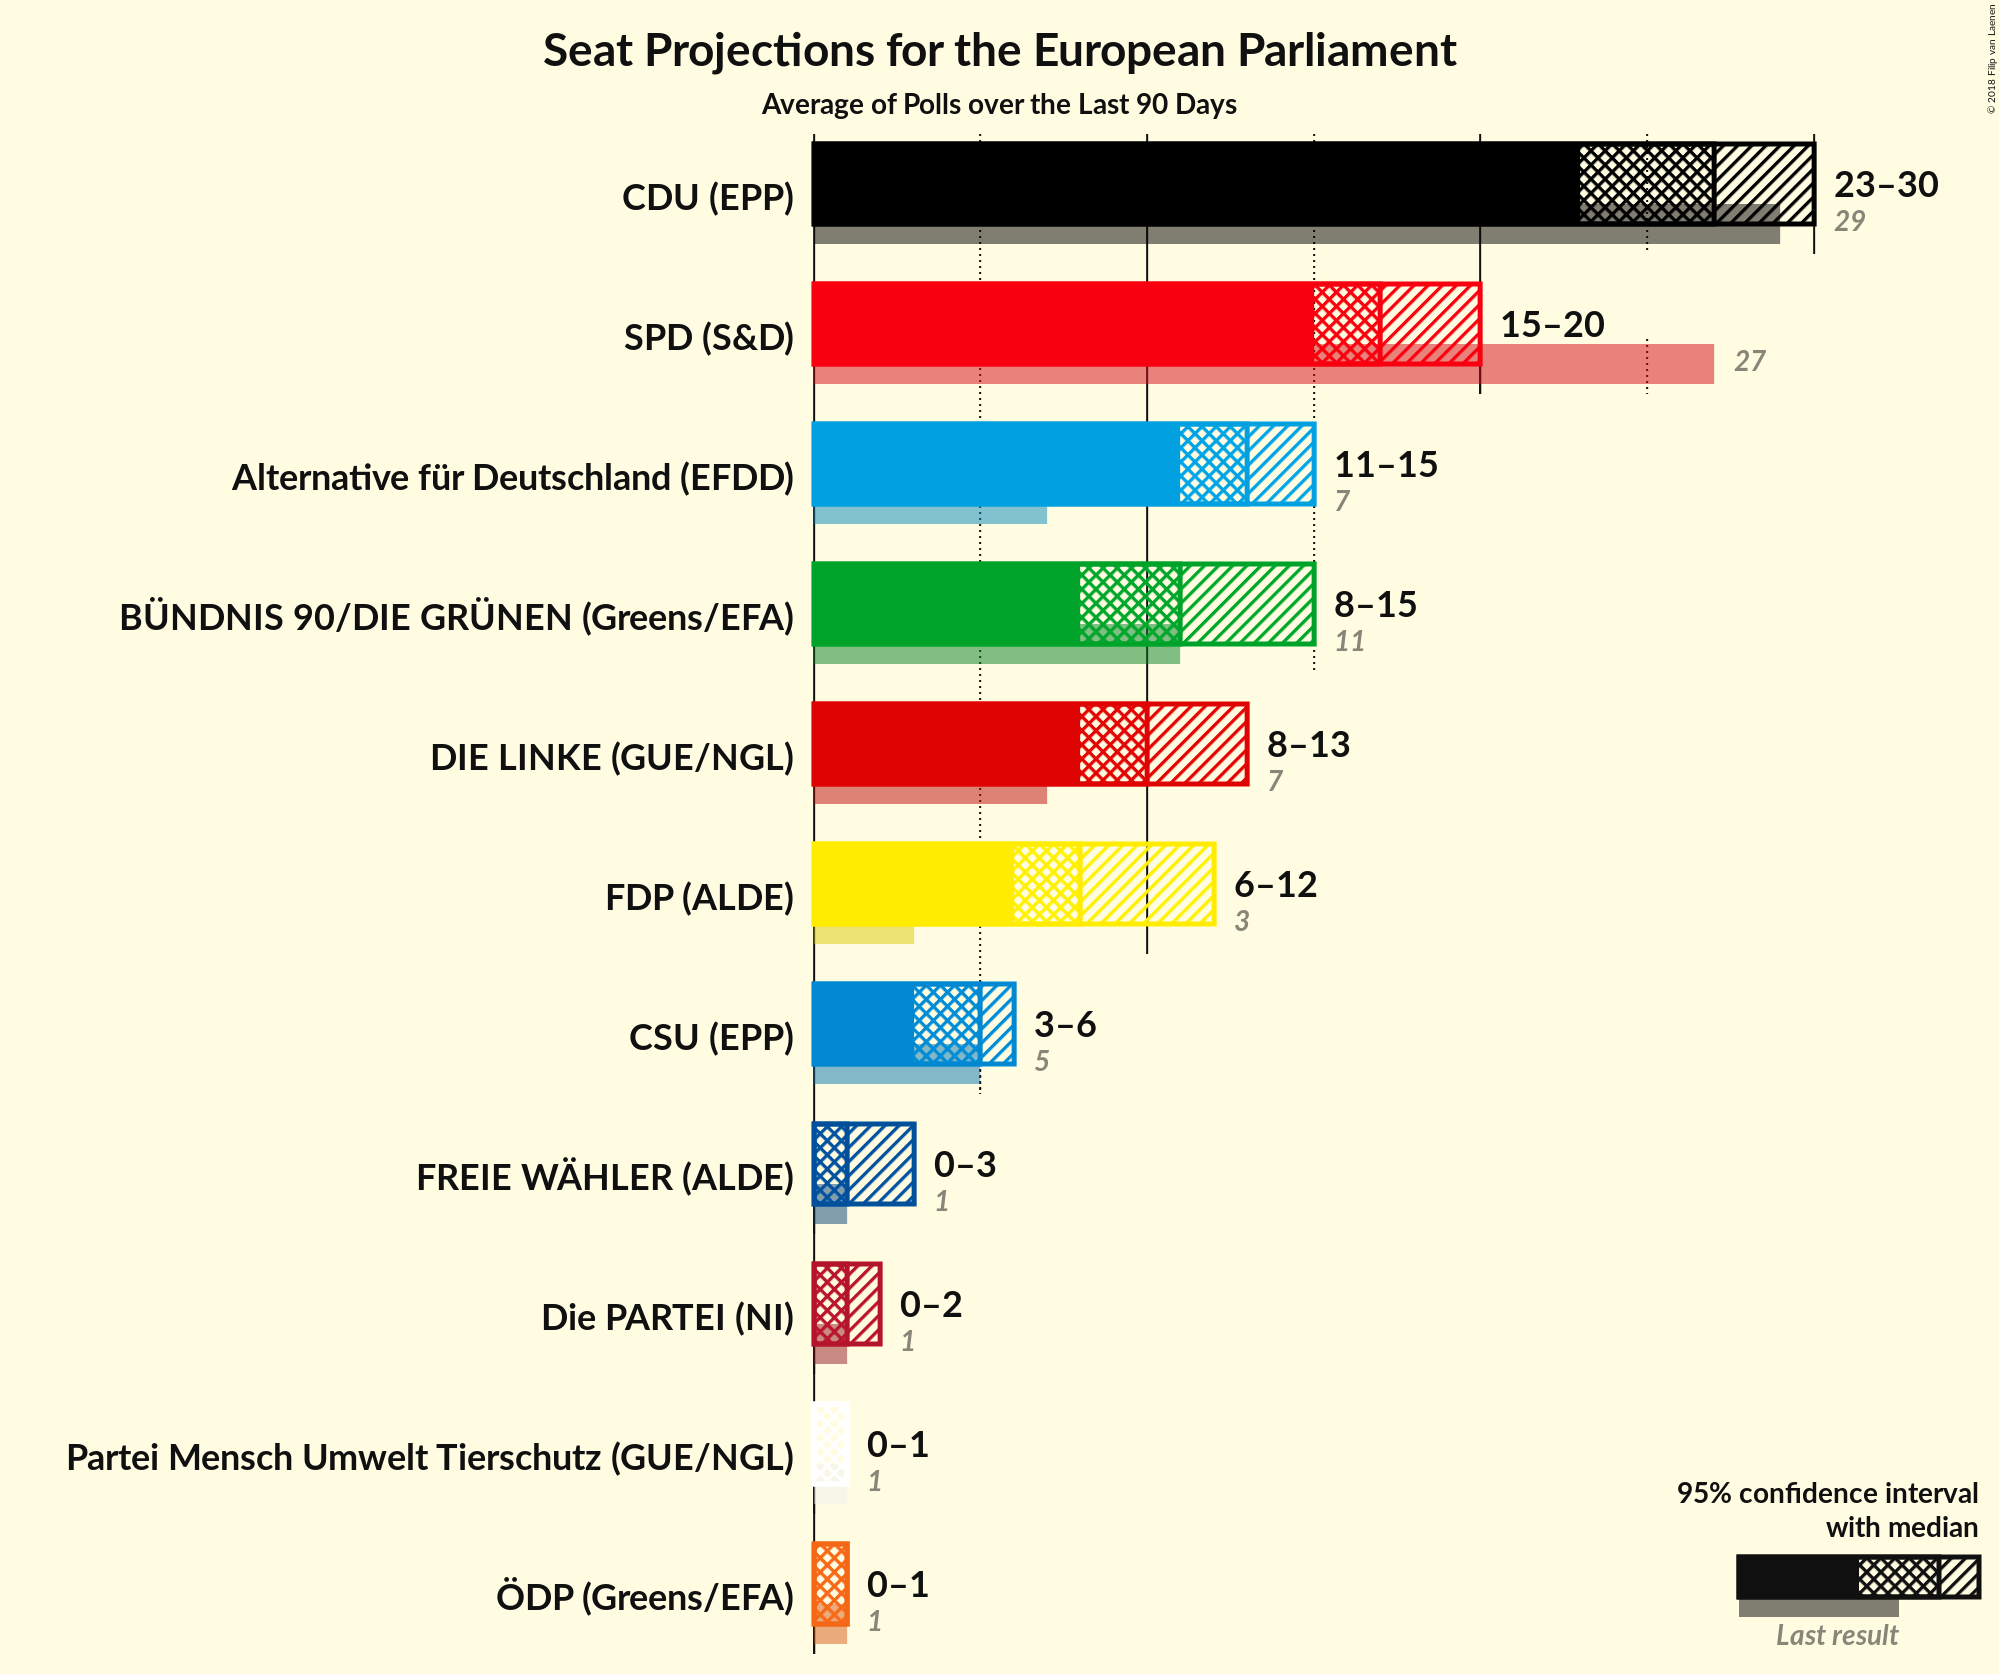 Seat Projections for the European Parliament
Average of Polls over the Last 90 Days
© 2018 Filip van Laenen
CDU (EPP)
23–30
29
SPD (S&D)
15–20
27
Alternative für Deutschland (EFDD)
11–15
7
BÜNDNIS 90/DIE GRÜNEN (Greens/EFA)
8–15
11
DIE LINKE (GUE/NGL)
8–13
7
FDP (ALDE)
6–12
3
CSU (EPP)
3–6
5
FREIE WÄHLER (ALDE)
0–3
1
Die PARTEI (NI)
0–2
1
Partei Mensch Umwelt Tierschutz (GUE/NGL)
0–1
1
ÖDP (Greens/EFA)
0–1
1
95% confidence interval
with median
Last result